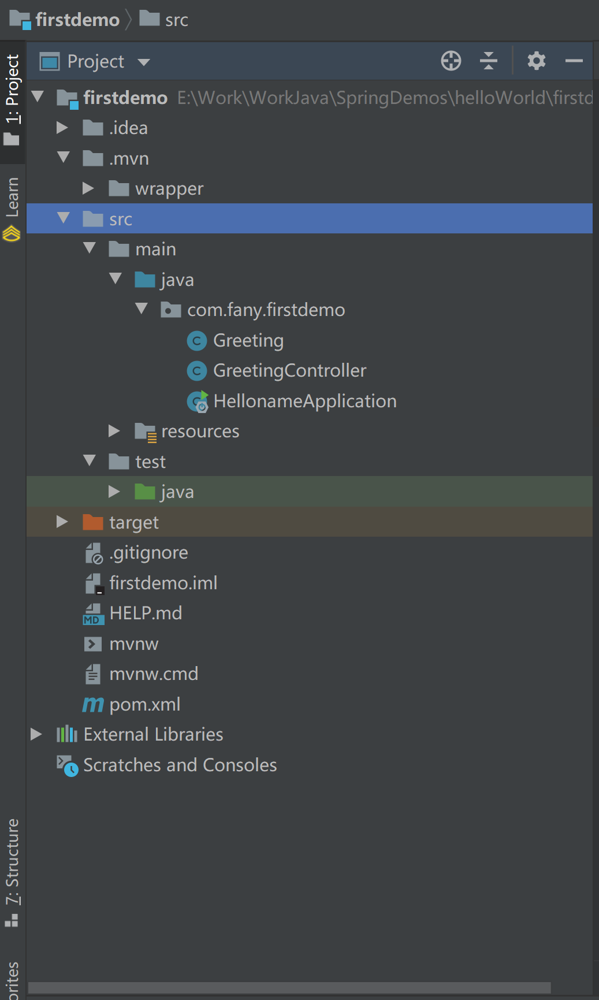 firstdemo src
Project
1: Project
firstdemo E:\Work\WorkJava\SpringDemos\helloWorld\firstd
.idea
.mvn
Learn
wrapper
src
main
java
com.fany.firstdemo
C Greeting
C GreetingController
C HellonameApplication
resources
test
java
target
.gitignore
firstdemo.iml
MD HELP.md
mvnw
mvnw.cmd
m pom.xml
External Libraries
Scratches and Consoles
7: Structure
orites